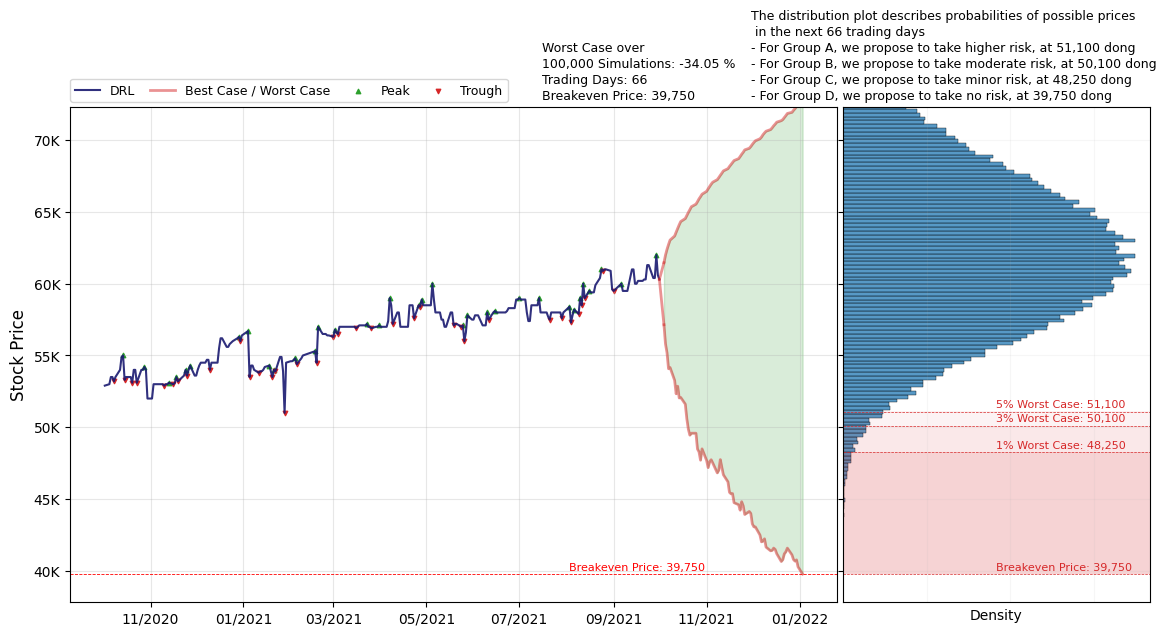 The distribution plot describes probabilities of possible prices
in the next 66 trading days
- For Group A, we propose to take higher risk, at 51,100 dong
- For Group B, we propose to take moderate risk, at 50,100 dong
- For Group C, we propose to take minor risk, at 48,250 dong
- For Group D, we propose to take no risk, at 39,750 dong
Worst Case over
100,000 Simulations: -34.05 %
Trading Days: 66
Breakeven Price: 39,750
DRL
Best Case / Worst Case
Peak
Trough
Stock Price
70K
65K
60K
55K
50K
45K
40K
Breakeven Price: 39,750
11/2020
01/2021
03/2021
05/2021
07/2021
09/2021
11/2021
01/2022
5% Worst Case: 51,100
3% Worst Case: 50,100
1% Worst Case: 48,250
Breakeven Price: 39,750
Density